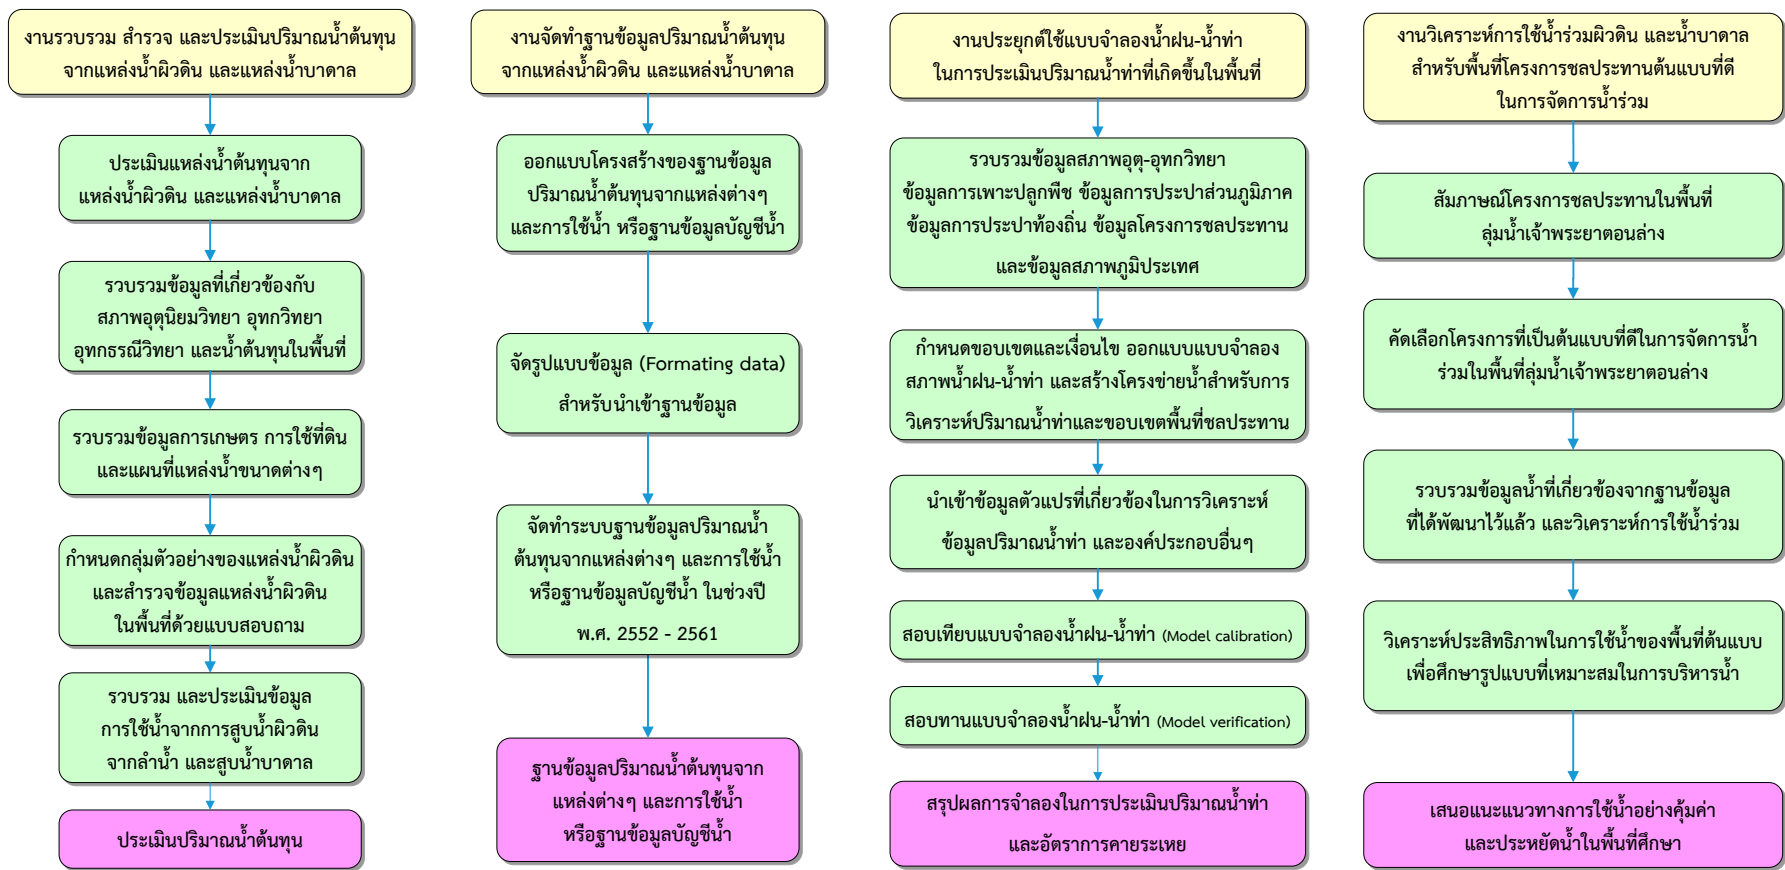 งานรวบรวม สำรวจ และประเมินปริมาณน้ำต้นทุน
จากแหล่งน้ำผิวดิน และแหล่งน้ำบาดาล
ประเมินแหล่งน้ำต้นทุนจาก
แหล่งน้ำผิวดิน และแหล่งน้ำบาดาล
รวบรวมข้อมูลที่เกี่ยวข้องกับ
สภาพอุตุนิยมวิทยา อุทกวิทยา
อุทกธรณีวิทยา และน้ำต้นทุนในพื้นที่
รวบรวมข้อมูลการเกษตร การใช้ที่ดิน
และแผนที่แหล่งน้ำขนาดต่างๆ
กำหนดกลุ่มตัวอย่างของแหล่งน้ำผิวดิน
และสำรวจข้อมูลแหล่งน้ำผิวดิน
ในพื้นที่ด้วยแบบสอบถาม
รวบรวม และประเมินข้อมูล
การใช้น้ำจากการสูบน้ำผิวดิน
จากลำน้ำ และสูบน้ำบาดาล
ประเมินปริมาณน้ำต้นทุน
งานจัดทำฐานข้อมูลปริมาณน้ำต้นทุน
จากแหล่งน้ำผิวดิน และแหล่งน้ำบาดาล
ออกแบบโครงสร้างของฐานข้อมูล
ปริมาณน้ำต้นทุนจากแหล่งต่างๆ
และการใช้น้ำ หรือฐานข้อมูลบัญชีน้ำ
จัดรูปแบบข้อมูล (Formating data)
สำหรับนำเข้าฐานข้อมูล
จัดทำระบบฐานข้อมูลปริมาณน้ำ
ต้นทุนจากแหล่งต่างๆ และการใช้น้ำ
หรือฐานข้อมูลบัญชีน้ำ ในช่วงปี
พ.ศ. 2552 - 2561
ฐานข้อมูลปริมาณน้ำต้นทุนจาก
แหล่งต่างๆ และการใช้น้ำ
หรือฐานข้อมูลบัญชีน้ำ
งานประยุกต์ใช้แบบจำลองน้ำฝน-น้ำท่า
ในการประเมินปริมาณน้ำท่าที่เกิดขึ้นในพื้นที่
รวบรวมข้อมูลสภาพอุตุ-อุทกวิทยา
ข้อมูลการเพาะปลูกพืช ข้อมูลการประปาส่วนภูมิภาค
ข้อมูลการประปาท้องถิ่น ข้อมูลโครงการชลประทาน
และข้อมูลสภาพภูมิประเทศ
กำหนดขอบเขตและเงื่อนไข ออกแบบแบบจำลอง
สภาพน้ำฝน-น้ำท่า และสร้างโครงข่ายน้ำสำหรับการ
วิเคราะห์ปริมาณน้ำท่าและขอบเขตพื้นที่ชลประทาน
นำเข้าข้อมูลตัวแปรที่เกี่ยวข้องในการวิเคราะห์
ข้อมูลปริมาณน้ำท่า และองค์ประกอบอื่นๆ
สอบเทียบแบบจำลองน้ำฝน-น้ำท่า (Model calibration)
สอบทานแบบจำลองน้ำฝน-น้ำท่า (Model verification)
สรุปผลการจำลองในการประเมินปริมาณน้ำท่า
และอัตราการคายระเหย
งานวิเคราะห์การใช้น้ำร่วมผิวดิน และน้ำบาดาล
สำหรับพื้นที่โครงการชลประทานต้นแบบที่ดี
ในการจัดการน้ำร่วม
สัมภาษณ์โครงการชลประทานในพื้นที่
ลุ่มน้ำเจ้าพระยาตอนล่าง
คัดเลือกโครงการที่เป็นต้นแบบที่ดีในการจัดการน้ำ
ร่วมในพื้นที่ลุ่มน้ำเจ้าพระยาตอนล่าง
รวบรวมข้อมูลน้ำที่เกี่ยวข้องจากฐานข้อมูล
ที่ได้พัฒนาไว้แล้ว และวิเคราะห์การใช้น้ำร่วม
วิเคราะห์ประสิทธิภาพในการใช้น้ำของพื้นที่ต้นแบบ
เพื่อศึกษารูปแบบที่เหมาะสมในการบริหารน้ำ
เสนอแนะแนวทางการใช้น้ำอย่างคุ้มค่า
และประหยัดน้ำในพื้นที่ศึกษา